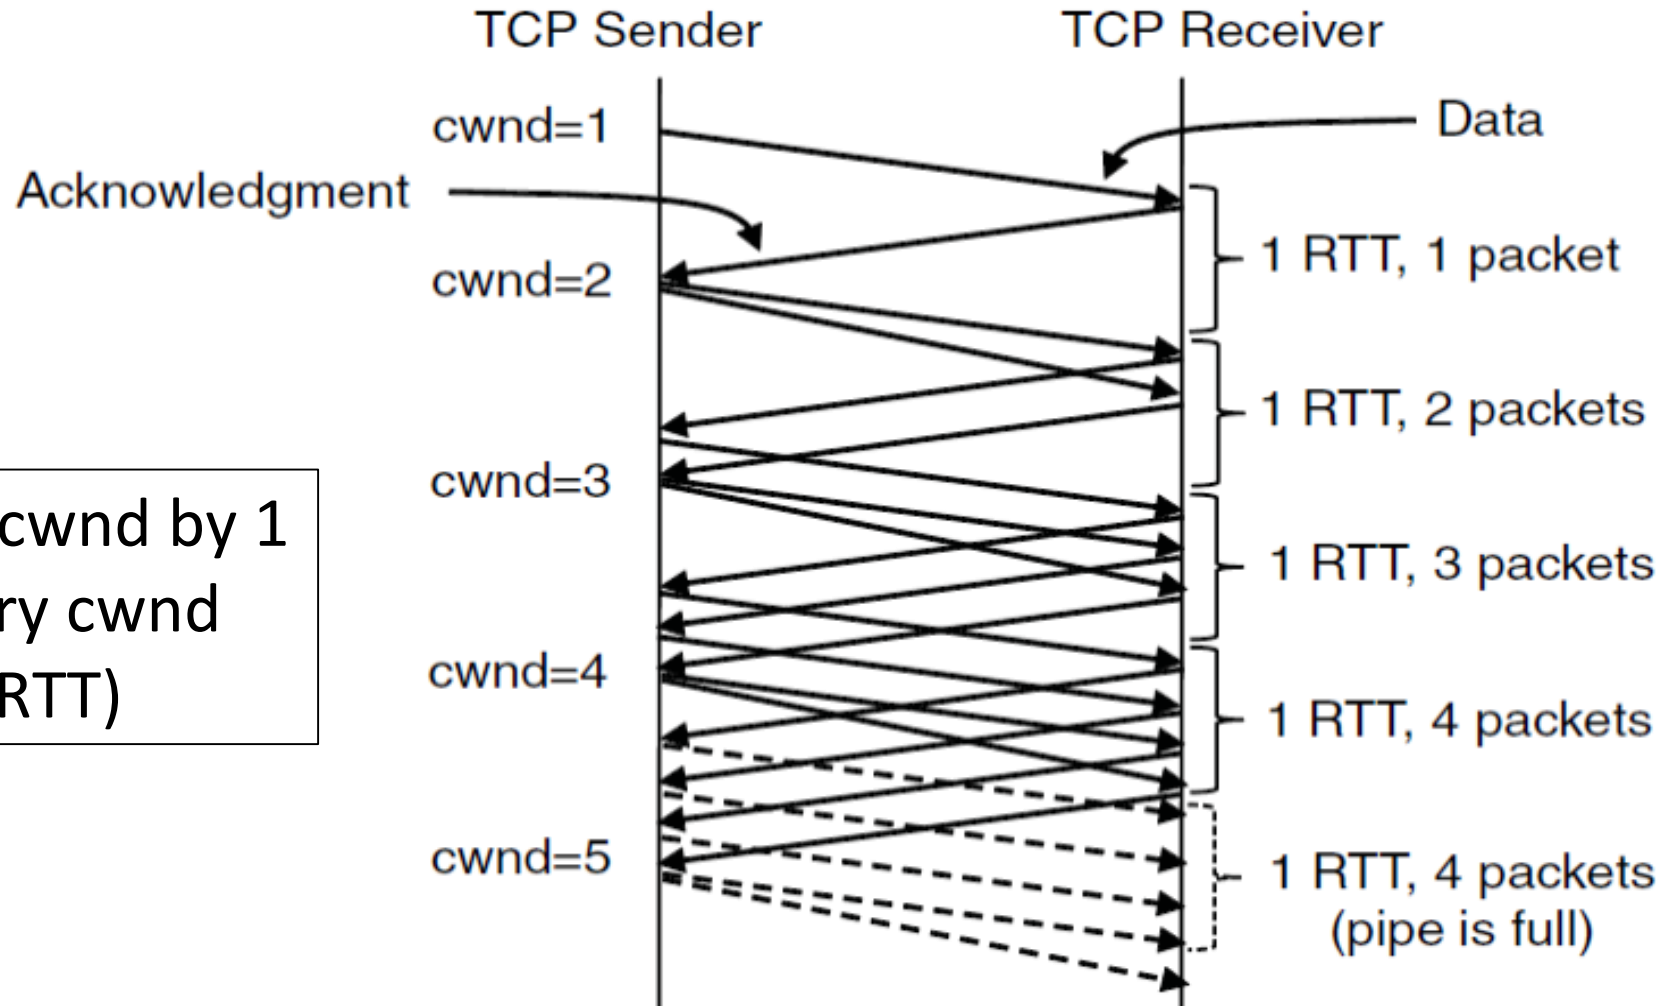 TCP Sender
TCP Receiver
cwnd=1
Data
Acknowledgment
1 RTT, 1 packet
cwnd=2
1 RTT, 2 packets
cwnd=3
cwnd by 1
ry cwnd
RTT)
1 RTT, 3 packets
cwnd=4
1 RTT, 4 packets
cwnd=5
1 RTT, 4 packets
(pipe is full)